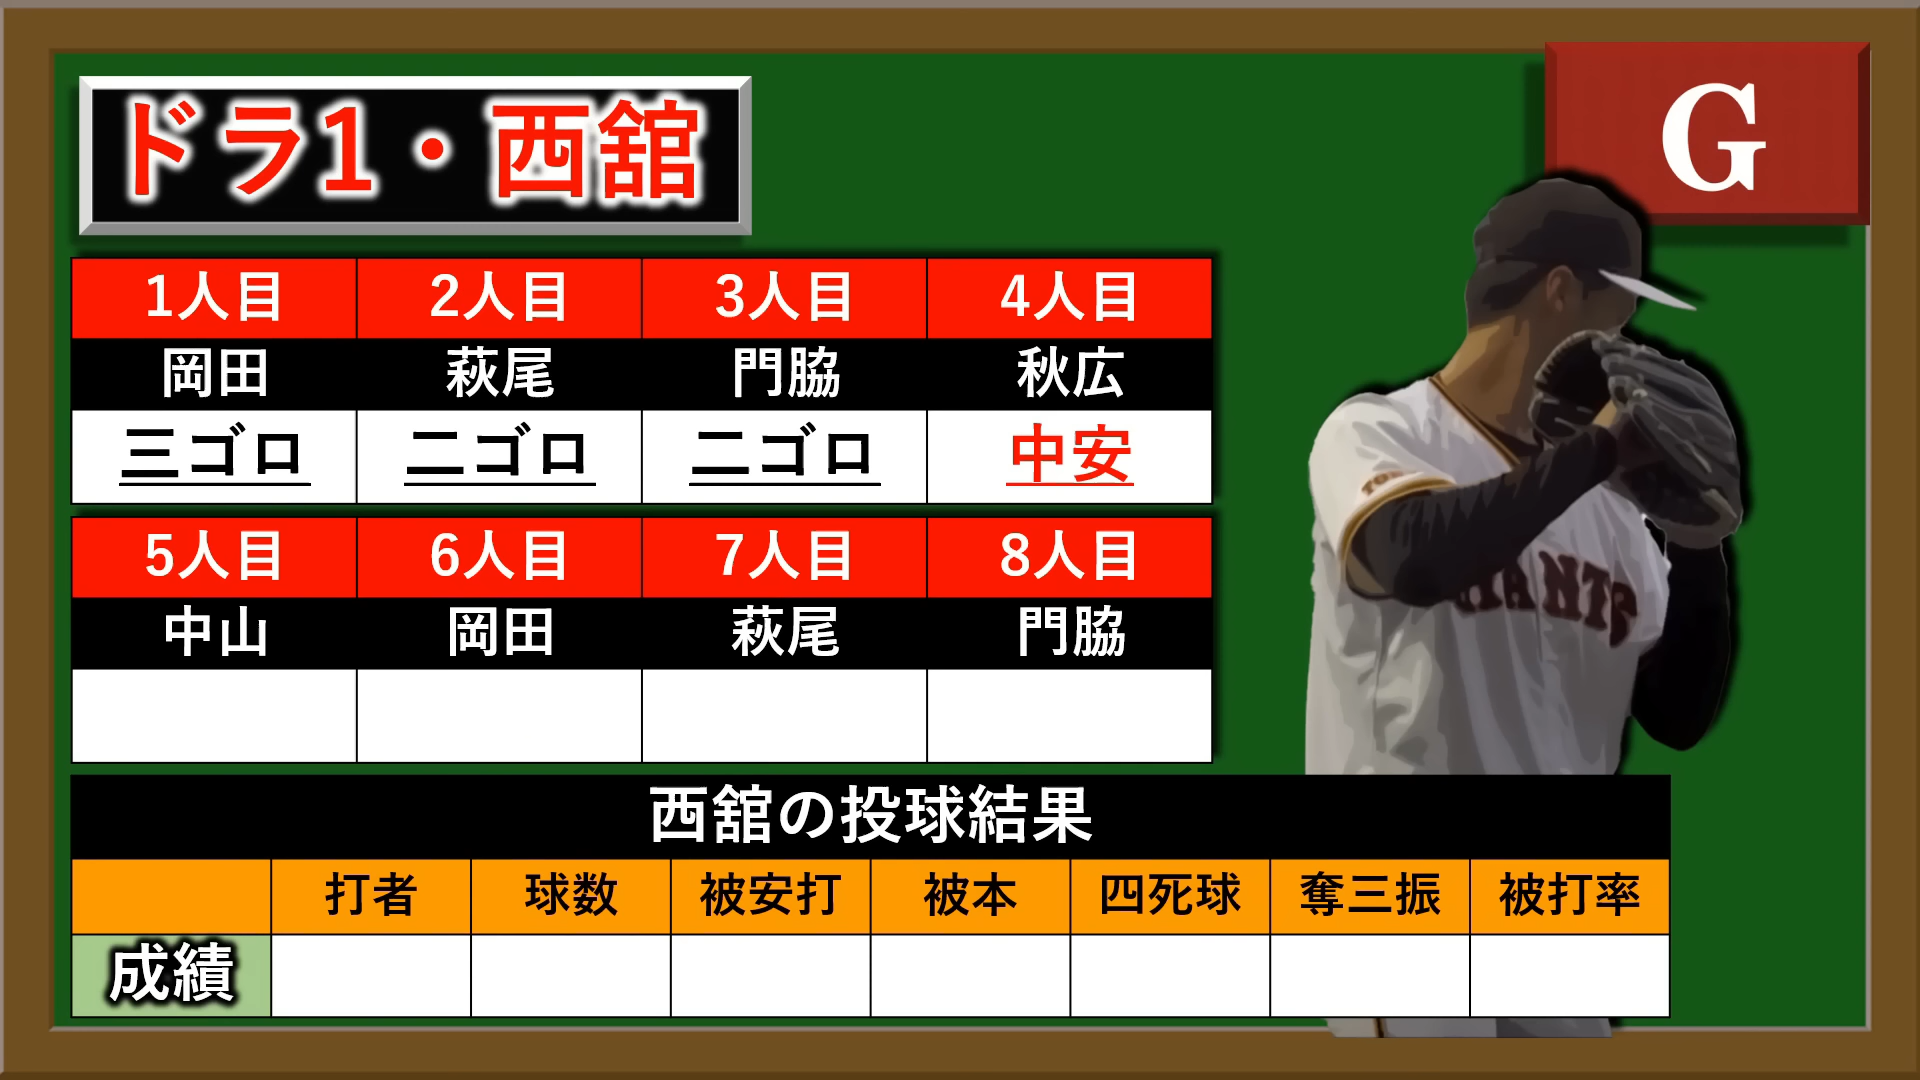 ドラ1・西舘
G
1人目 2人目 3人目 4人目
岡田 萩尾 門脇 秋広
三ゴロ 二ゴロ 二ゴロ 中安
5人目 6人目 7人目 8人目
中山 岡田 萩尾 門脇
西舘の投球結果
打者 球数 被安打 被本 四死球 奪三振 被打率
成績